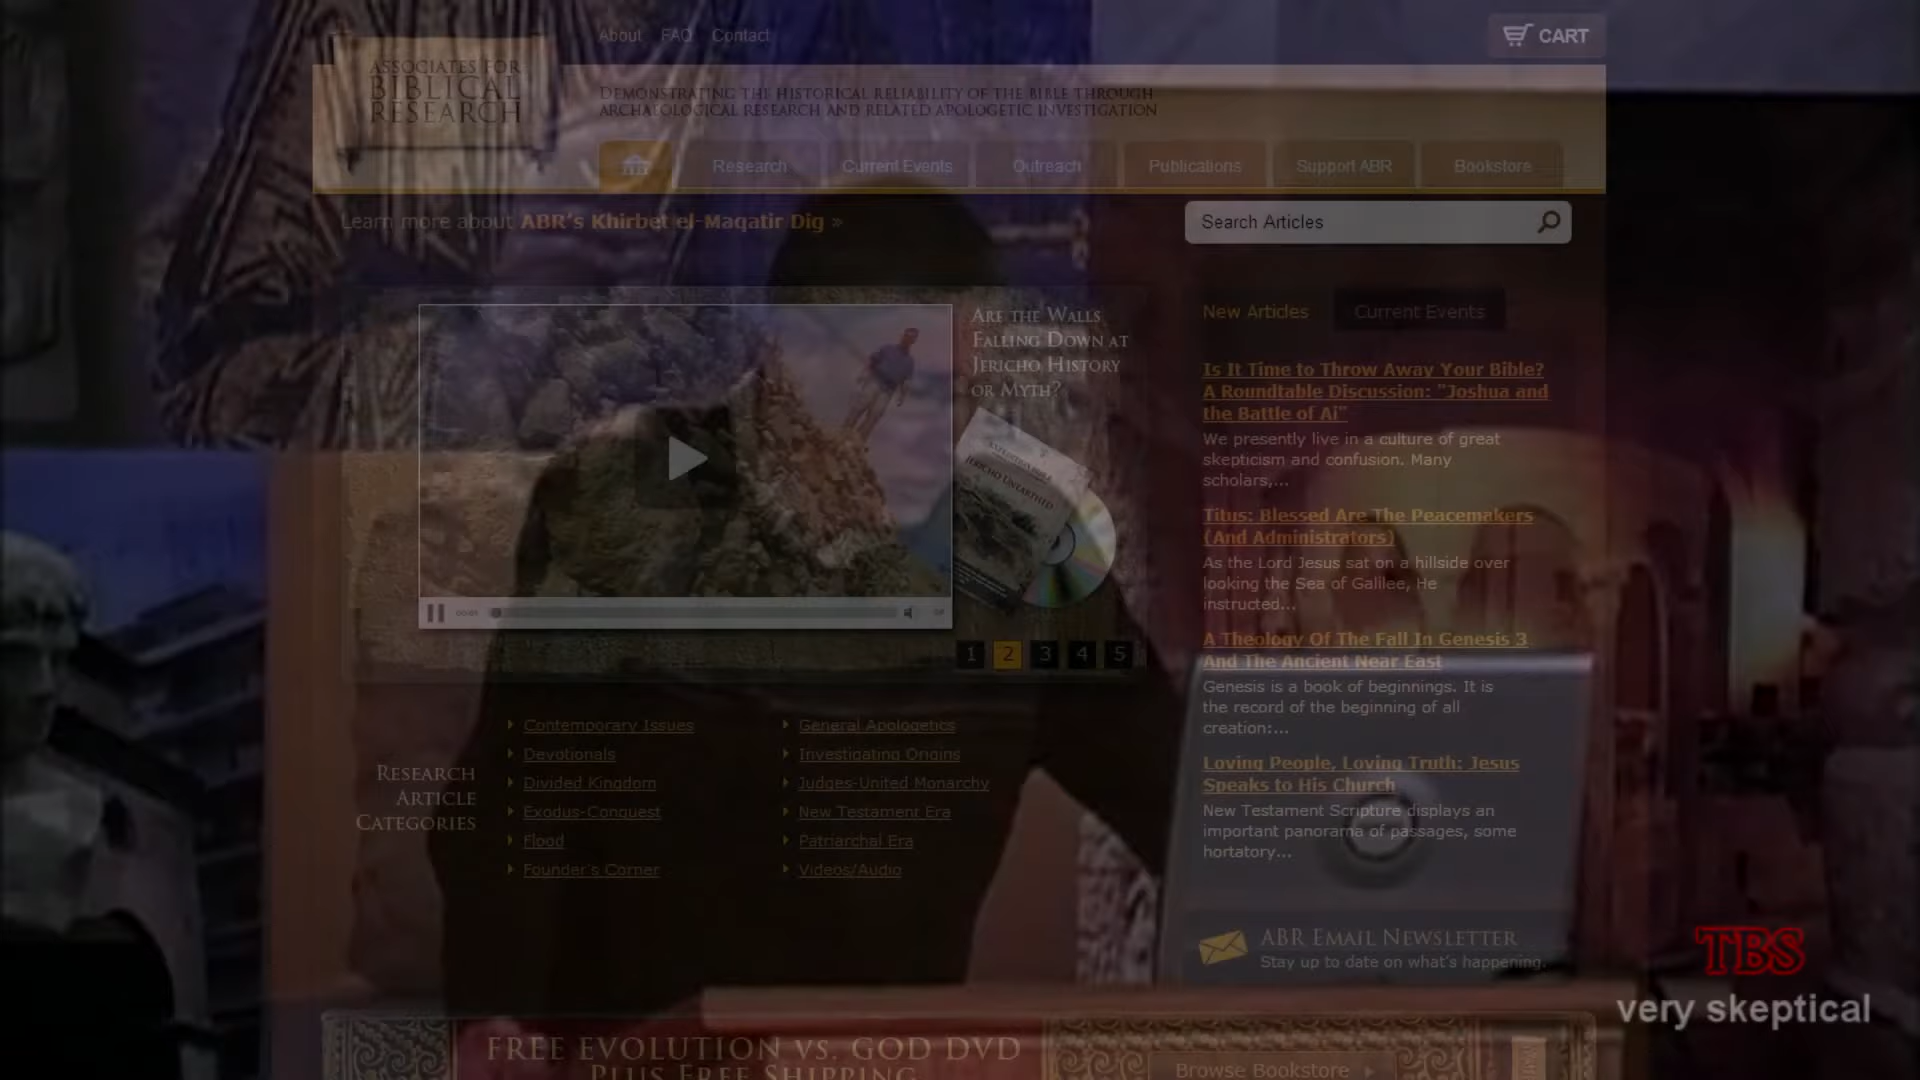 About FAQ Contact
CART
ASSOCIATES FOR
BIBLICAL
RESEARCH
DEMONSTRATING THE HISTORICAL RELIABILITY OF THE BIBLE THROUGH
ARCHAEOLOGICAL RESEARCH AND RELATED APOLOGETIC INVESTIGATION
Research Current Events Outreach Publications Support ABR Bookstore
Learn more about ABR's Khirbet el-Maqatir Dig »
Search Articles
ARE THE WALLS
FALLING DOWN AT
JERICHO HISTORY
OR MYTH?
JERICHO UNEARTHED
00:01
1 2 3 4 5
New Articles Current Events
Is It Time to Throw Away Your Bible?
A Roundtable Discussion: "Joshua and
the Battle of Ai"
We presently live in a culture of great
skepticism and confusion. Many
scholars,...
Titus: Blessed Are The Peacemakers
(And Administrators)
As the Lord Jesus sat on a hillside over
looking the Sea of Galilee, He
instructed...
A Theology Of The Fall In Genesis 3
And The Ancient Near East
Genesis is a book of beginnings. It is
the record of the beginning of all
creation:...
Loving People, Loving Truth: Jesus
Speaks to His Church
New Testament Scripture displays an
important panorama of passages, some
hortatory...
RESEARCH
ARTICLE
CATEGORIES
Contemporary Issues
Devotionals
Divided Kingdom
Exodus-Conquest
Flood
Founder's Corner
General Apologetics
Investigating Origins
Judges-United Monarchy
New Testament Era
Patriarchal Era
Videos/Audio
ABR EMAIL NEWSLETTER
Stay up to date on what's happening.
FREE EVOLUTION VS. GOD DVD
PLUS FREE SHIPPING
Browse Bookstore
TBS
very skeptical